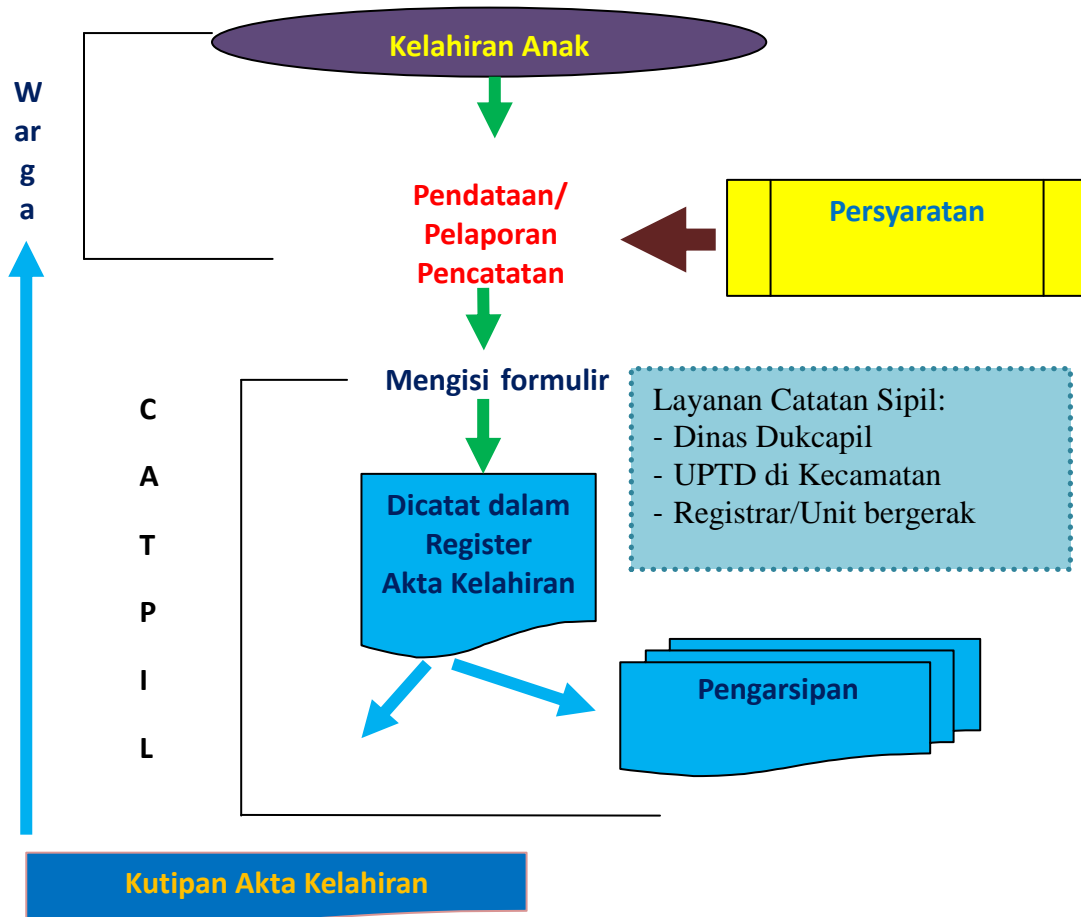 Kelahiran Anak
W
ar
g
a
Pendataan/
Pelaporan
Pencatatan
Persyaratan
Mengisi formulir
C
A
T
P
I
L
Layanan Catatan Sipil:
- Dinas Dukcapil
- UPTD di Kecamatan
- Registrar/Unit bergerak
Dicatat dalam
Register
Akta Kelahiran
Pengarsipan
Kutipan Akta Kelahiran